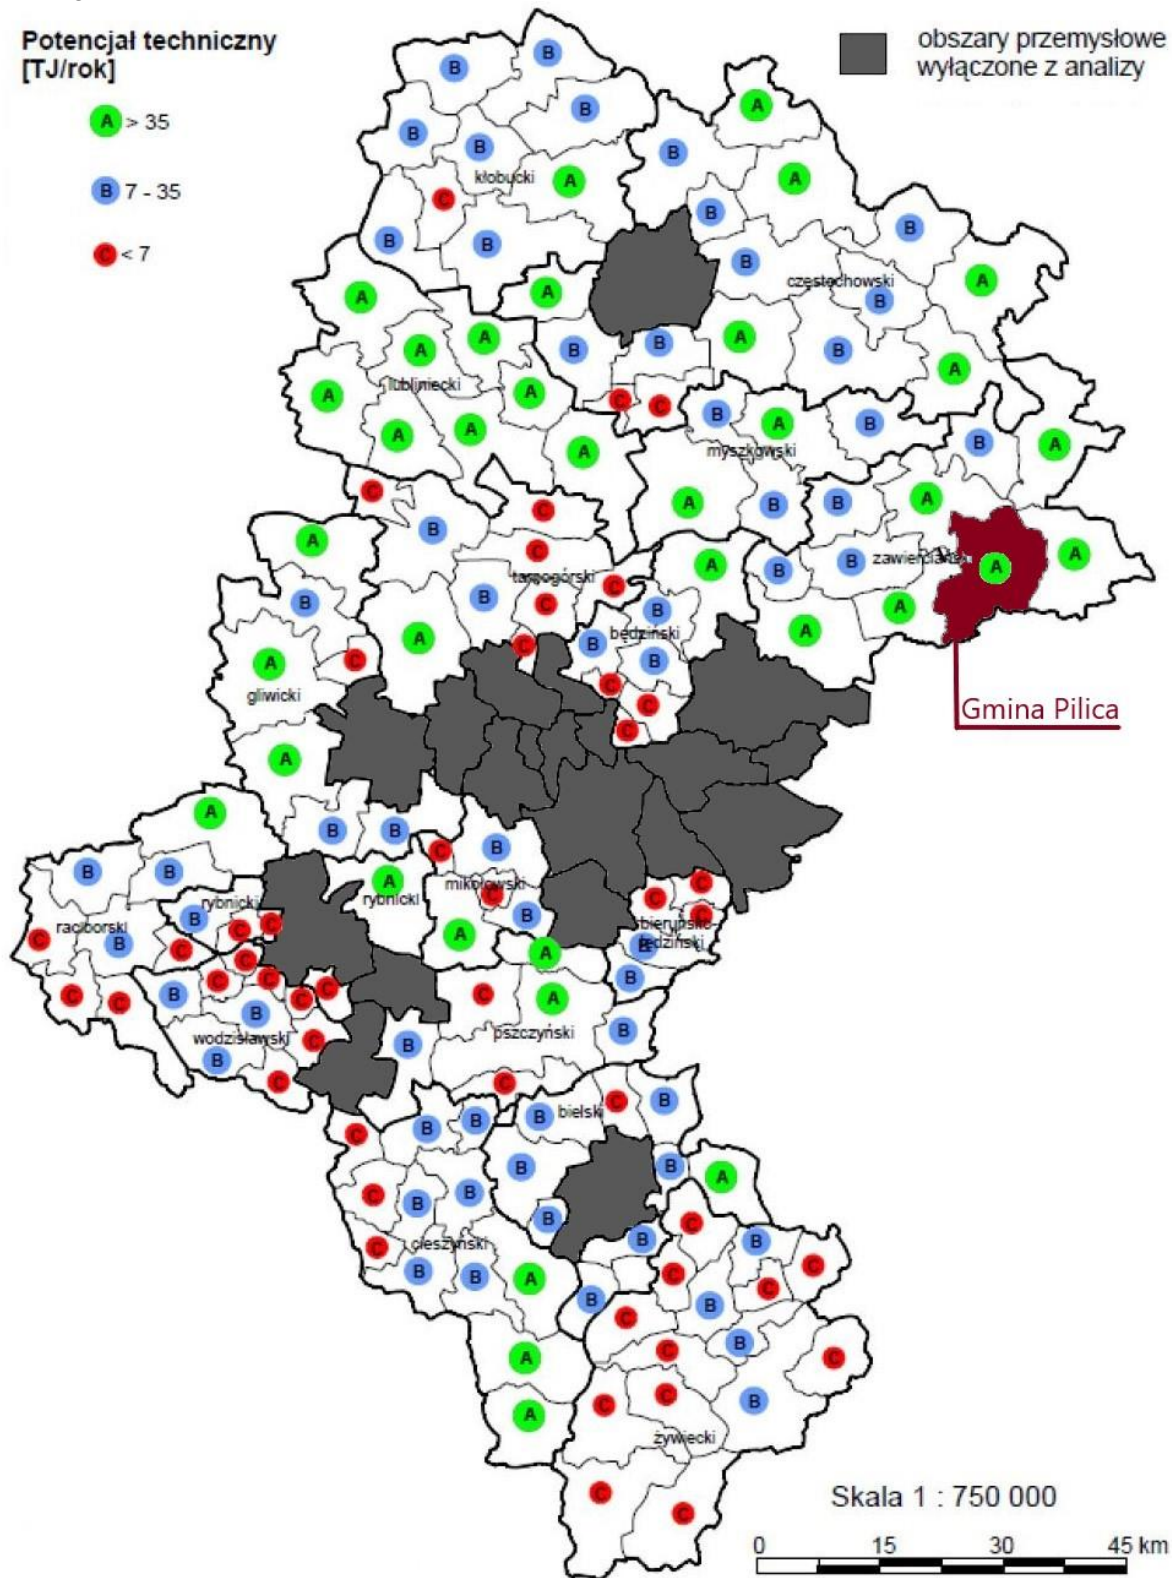 Potencjał techniczny
[TJ/rok]
A > 35
B 7 - 35
C < 7
obszary przemysłowe
wyłączone z analizy
B
B
A
B
B
B
B
kłobucki
A
A
C
B
B
B
B
B
A
częstochowski
B
A
A
A
A
B
B
A
B
A
lubliniecki
A
A
C
C
B
A
B
A
A
myszkowski
B
A
A
C
C
B
A
B
B
A
A
C
tarnogórski
A
B
B
zawierciański
A
A
B
B
C
C
B
A
A
A
B
będziński
B
C
A
gliwicki
C
C
C
C
Gmina Pilica
A
A
B
B
B
C
B
B
A
rybnicki
mikołowski
C
C
C
C
rybnicki
B
C
C
B
raciborski
C
B
C
A
A
bieruńsko-
lędziński
B
B
C
C
C
C
C
B
C
C
C
A
B
wodzisławski
B
C
B
pszczyński
B
C
C
B
B
B
bielski
C
B
C
B
B
A
C
B
B
B
C
C
cieszyński
B
B
C
B
B
A
C
C
B
B
C
B
A
C
B
C
C
C
B
A
żywiecki
C
C
Skala 1 : 750 000
0 15 30 45 km